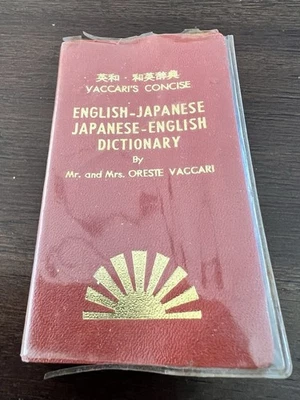 英和・和英辞典
VACCARI'S CONCISE
ENGLISH-JAPANESE
JAPANESE-ENGLISH
DICTIONARY
By
Mr. and Mrs. ORESTE VACCARI